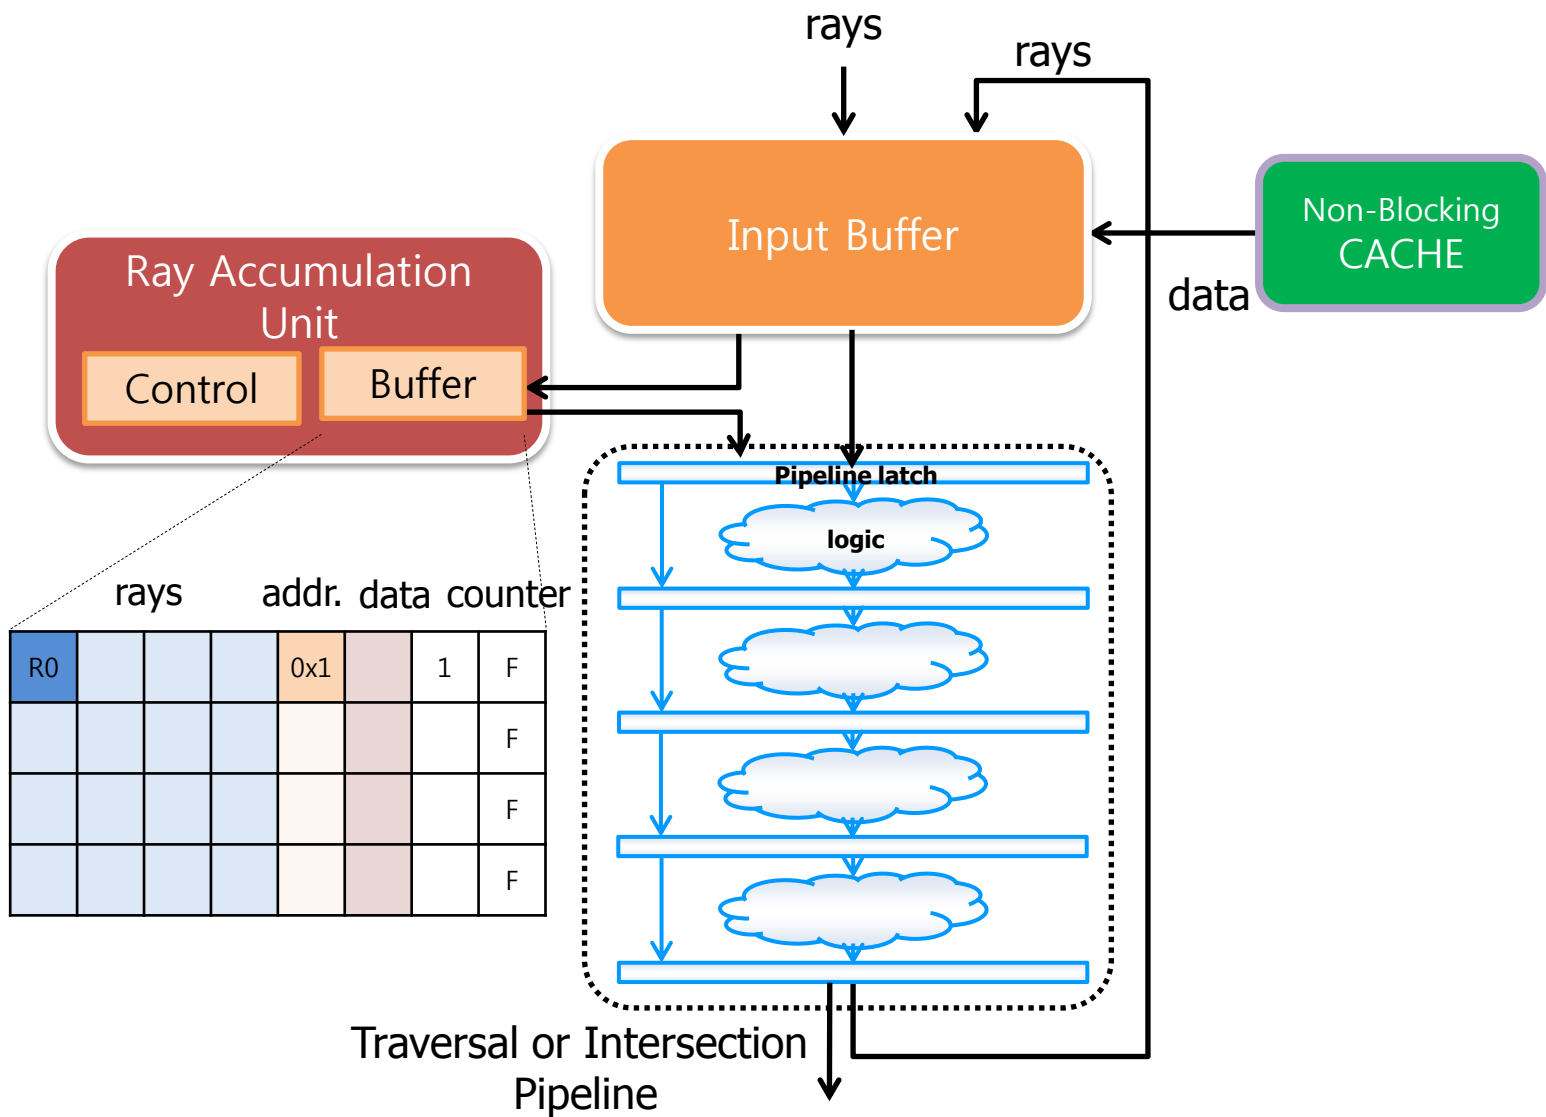 rays
rays
Input Buffer
Non-Blocking
CACHE
data
Ray Accumulation
Unit
Control
Buffer
Pipeline latch
logic
rays addr. data counter
R0 0x1 1 F
F
F
F
Traversal or Intersection
Pipeline